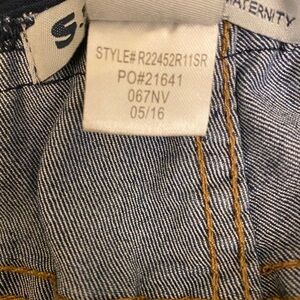 S
MATERNITY
STYLE# R22452R11SR
PO#21641
067NV
05/16